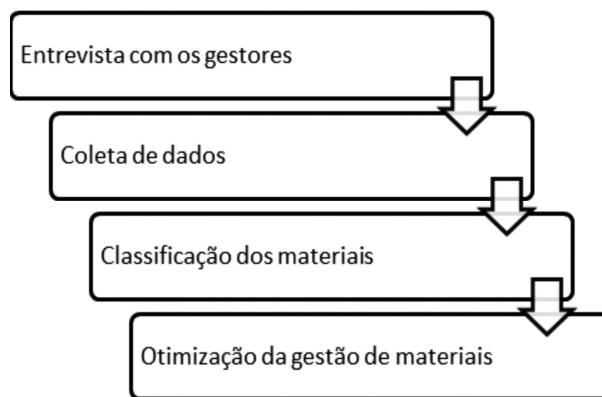 Entrevista com os gestores
Coleta de dados
Classificação dos materiais
Otimização da gestão de materiais